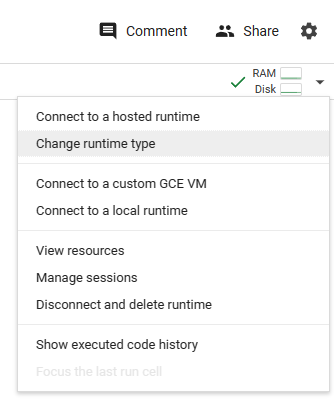 Comment Share
RAM
Disk
Connect to a hosted runtime
Change runtime type
Connect to a custom GCE VM
Connect to a local runtime
View resources
Manage sessions
Disconnect and delete runtime
Show executed code history
Focus the last run cell